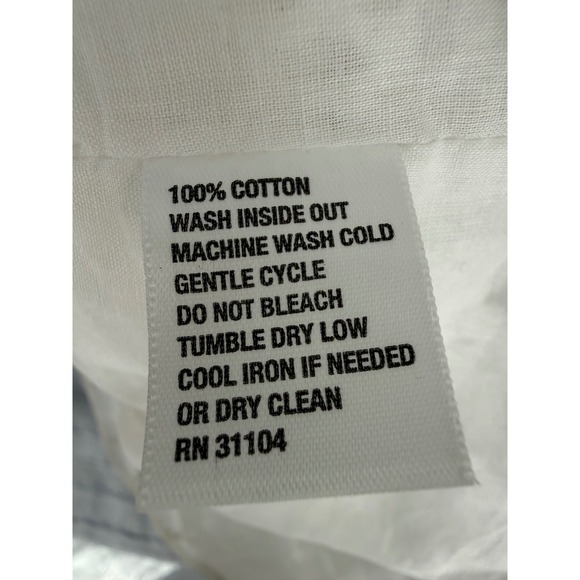 100% COTTON
WASH INSIDE OUT
MACHINE WASH COLD
GENTLE CYCLE
DO NOT BLEACH
TUMBLE DRY LOW
COOL IRON IF NEEDED
OR DRY CLEAN
RN 31104